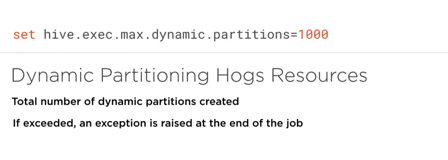 set hive.exec.max.dynamic.partitions=1000
Dynamic Partitioning Hogs Resources
Total number of dynamic partitions created
If exceeded, an exception is raised at the end of the job